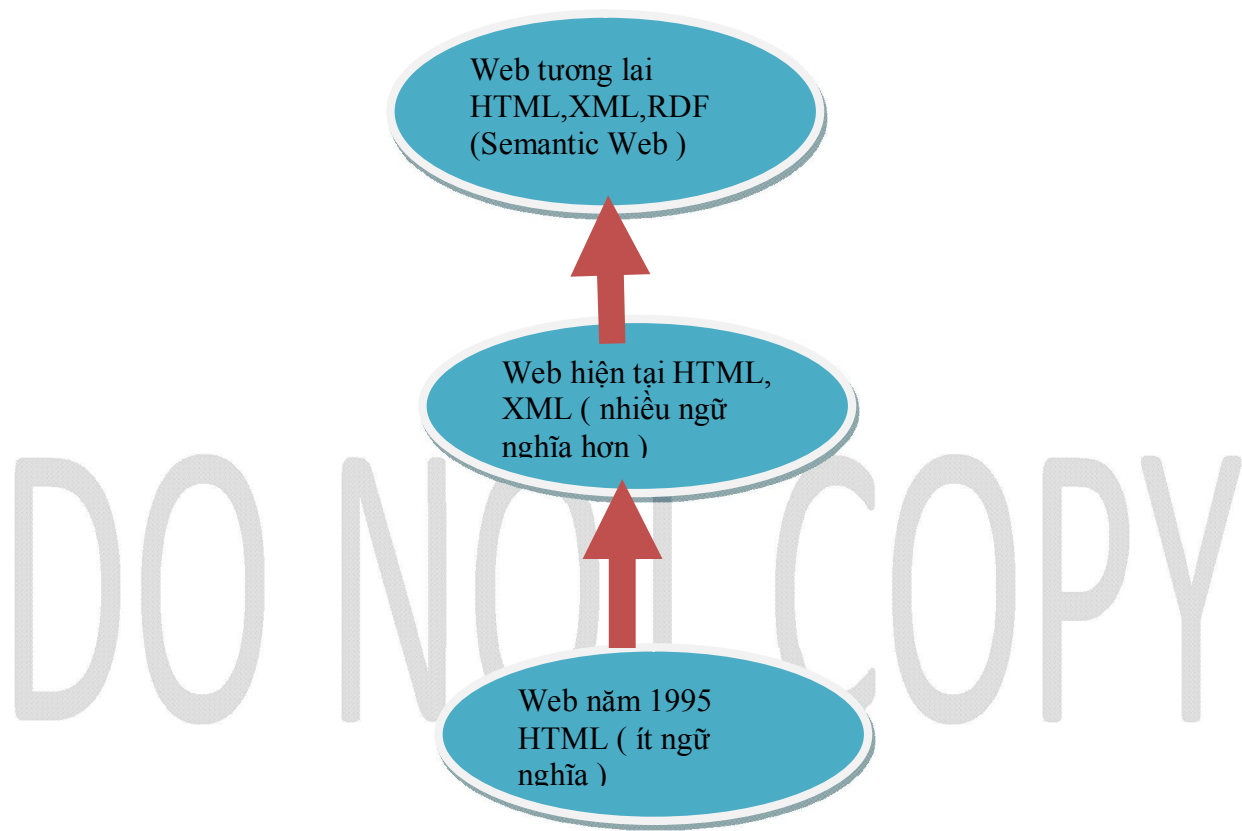 Web tương lai
HTML,XML,RDF
(Semantic Web )
Web hiện tại HTML,
XML ( nhiều ngữ
nghĩa hơn )
DO NOT COPY
Web năm 1995
HTML ( ít ngữ
nghĩa )